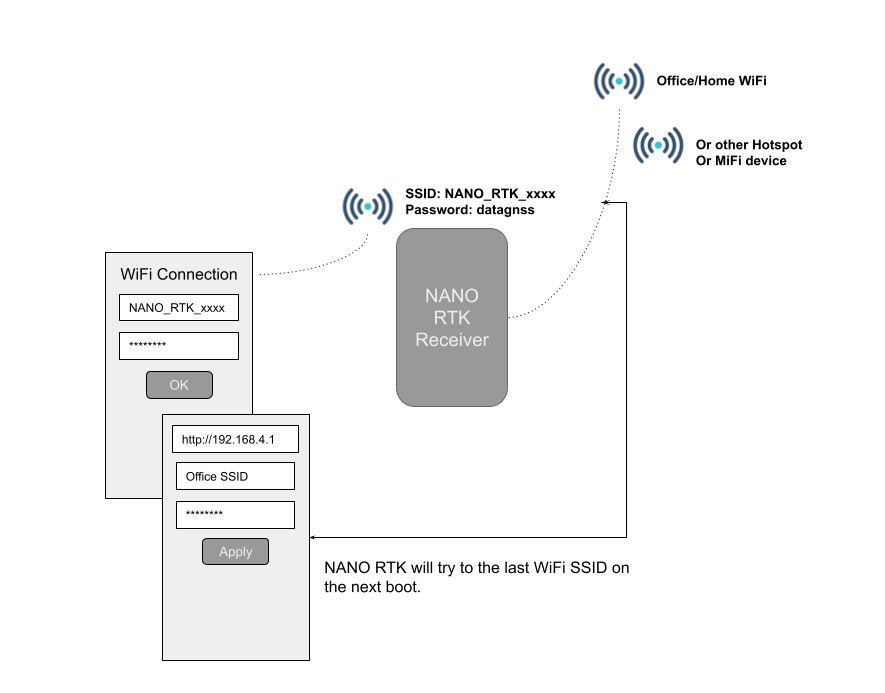 Office/Home WiFi
Or other Hotspot
Or MiFi device
SSID: NANO_RTK_xxxx
Password: datagnss
WiFi Connection
NANO_RTK_xxxx
********
OK
NANO
RTK
Receiver
http://192.168.4.1
Office SSID
********
Apply
NANO RTK will try to the last WiFi SSID on
the next boot.